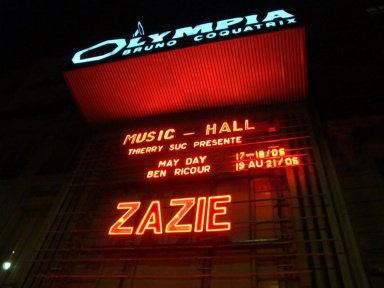 OLYMPIA
BRUNO COQUATRIX
MUSIC - HALL
THIERRY SUC PRESENTE
MAY DAY 17-18/05
BEN RICOUR 19 AU 21/05
ZAZIE